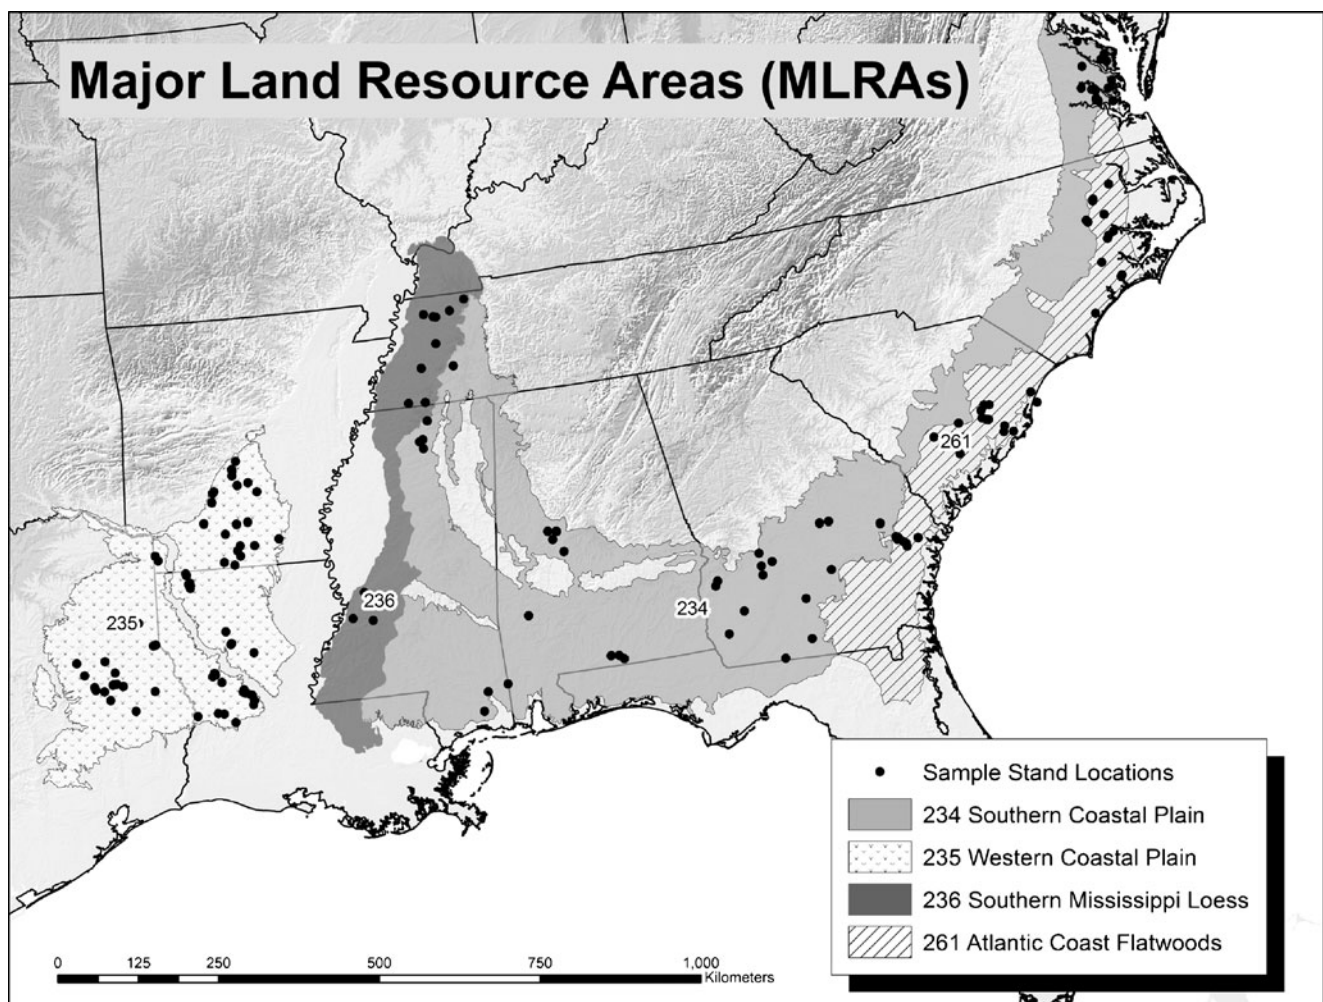 Major Land Resource Areas (MLRAs)
261
236
234
235
Sample Stand Locations
234 Southern Coastal Plain
235 Western Coastal Plain
236 Southern Mississippi Loess
261 Atlantic Coast Flatwoods
0 125 250 500 750 1,000
Kilometers